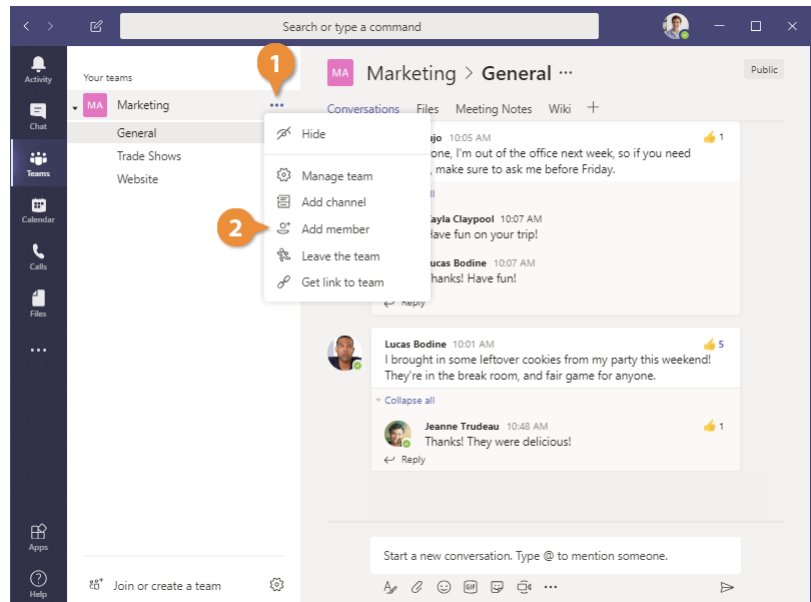 Search or type a command
Activity
Chat
Teams
Calendar
Calls
Files
Apps
Help
Your teams
MA Marketing
General
Trade Shows
Website
Join or create a team
1
2
Hide
Manage team
Add channel
Add member
Leave the team
Get link to team
MA Marketing > General
Public
Conversations Files Meeting Notes Wiki
10:05 AM
1
I'm out of the office next week, so if you need
make sure to ask me before Friday.
Claypool 10:07 AM
Have fun on your trip!
Lucas Bodine 10:07 AM
Thanks! Have fun!
Reply
Lucas Bodine 10:01 AM
5
I brought in some leftover cookies from my party this weekend!
They're in the break room, and fair game for anyone.
Collapse all
Jeanne Trudeau 10:48 AM
1
Thanks! They were delicious!
Reply
Start a new conversation. Type @ to mention someone.
GIF